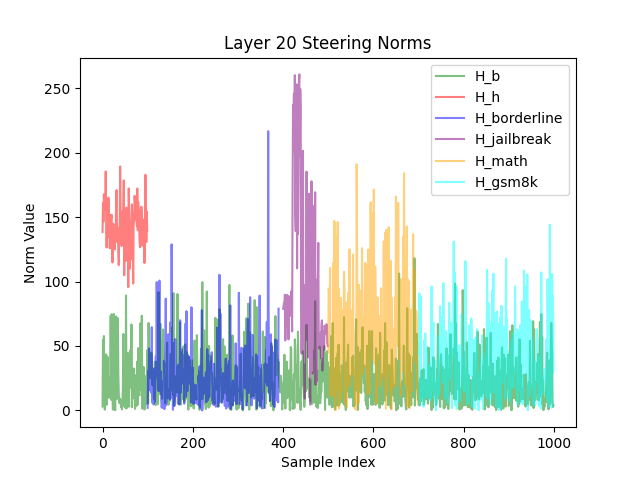 Layer 20 Steering Norms
Norm Value
250
200
150
100
50
0
H_b
H_h
H_borderline
H_jailbreak
H_math
H_gsm8k
0
200
400
600
800
1000
Sample Index